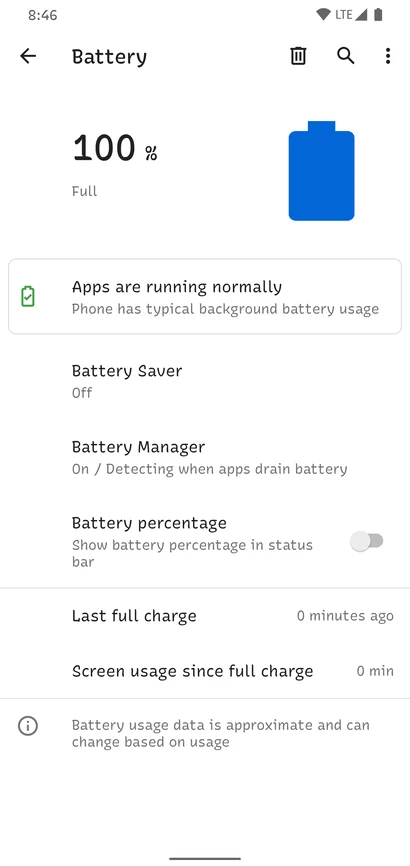 8:46
LTE
Battery
100 %
Full
Apps are running normally
Phone has typical background battery usage
Battery Saver
Off
Battery Manager
On / Detecting when apps drain battery
Battery percentage
Show battery percentage in status
bar
Last full charge 0 minutes ago
Screen usage since full charge 0 min
Battery usage data is approximate and can
change based on usage